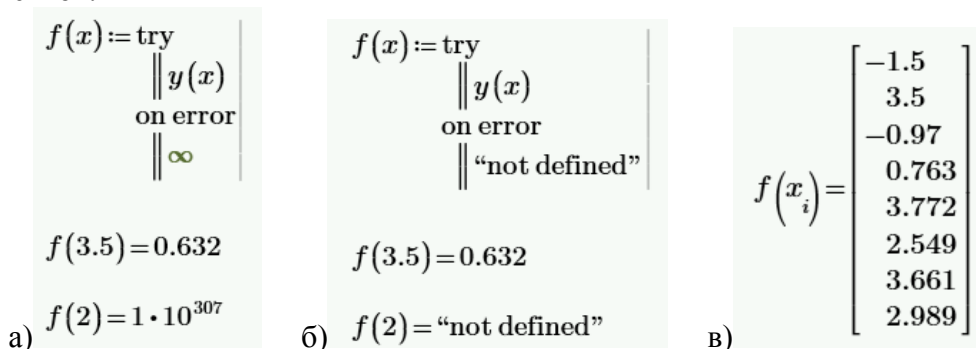 f(x):=try
y(x)
on error
∞
f(3.5)=0.632
f(2)=1•10^307
а)
f(x):=try
y(x)
on error
“not defined”
f(3.5)=0.632
f(2)=“not defined”
б)
f(x_i)=
−1.5
3.5
−0.97
0.763
3.772
2.549
3.661
2.989
в)